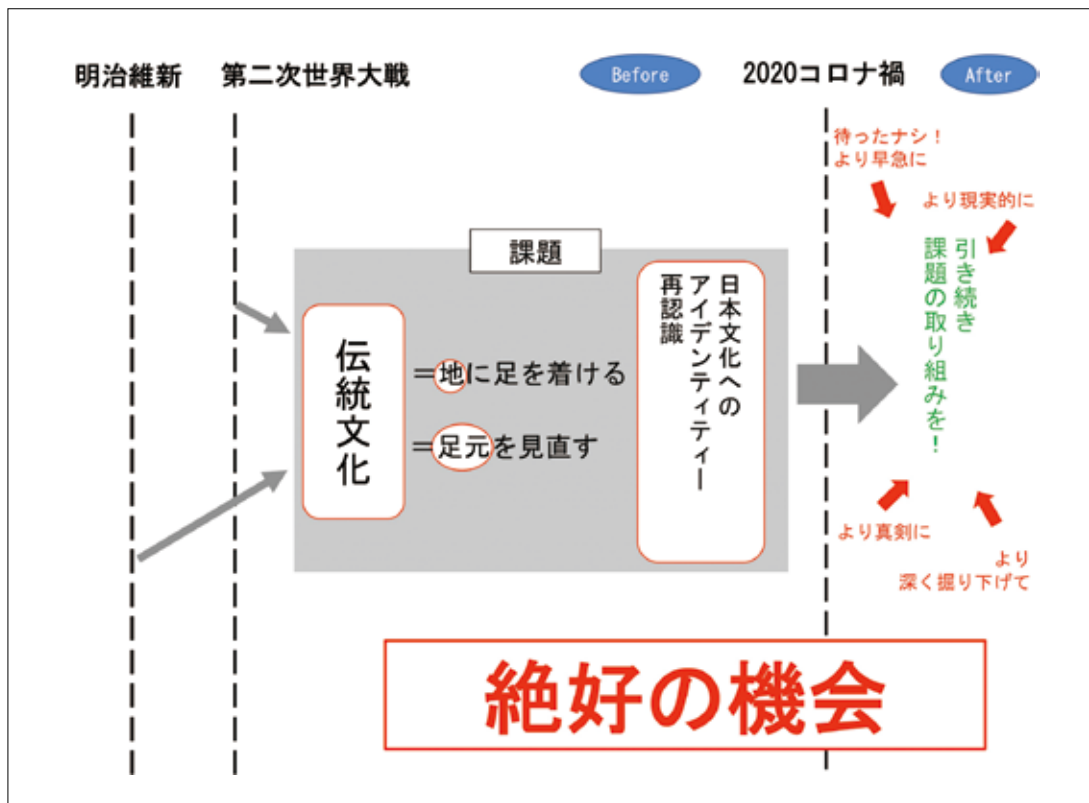 明治維新
第二次世界大戦
Before
2020コロナ禍
After
待ったナシ！
より早急に
より現実的に
課題
伝統文化
＝地に足を着ける
＝足元を見直す
日本文化への
アイデンティティー
再認識
引き続き
課題の取り組みを！
より真剣に
より
深く掘り下げて
絶好の機会